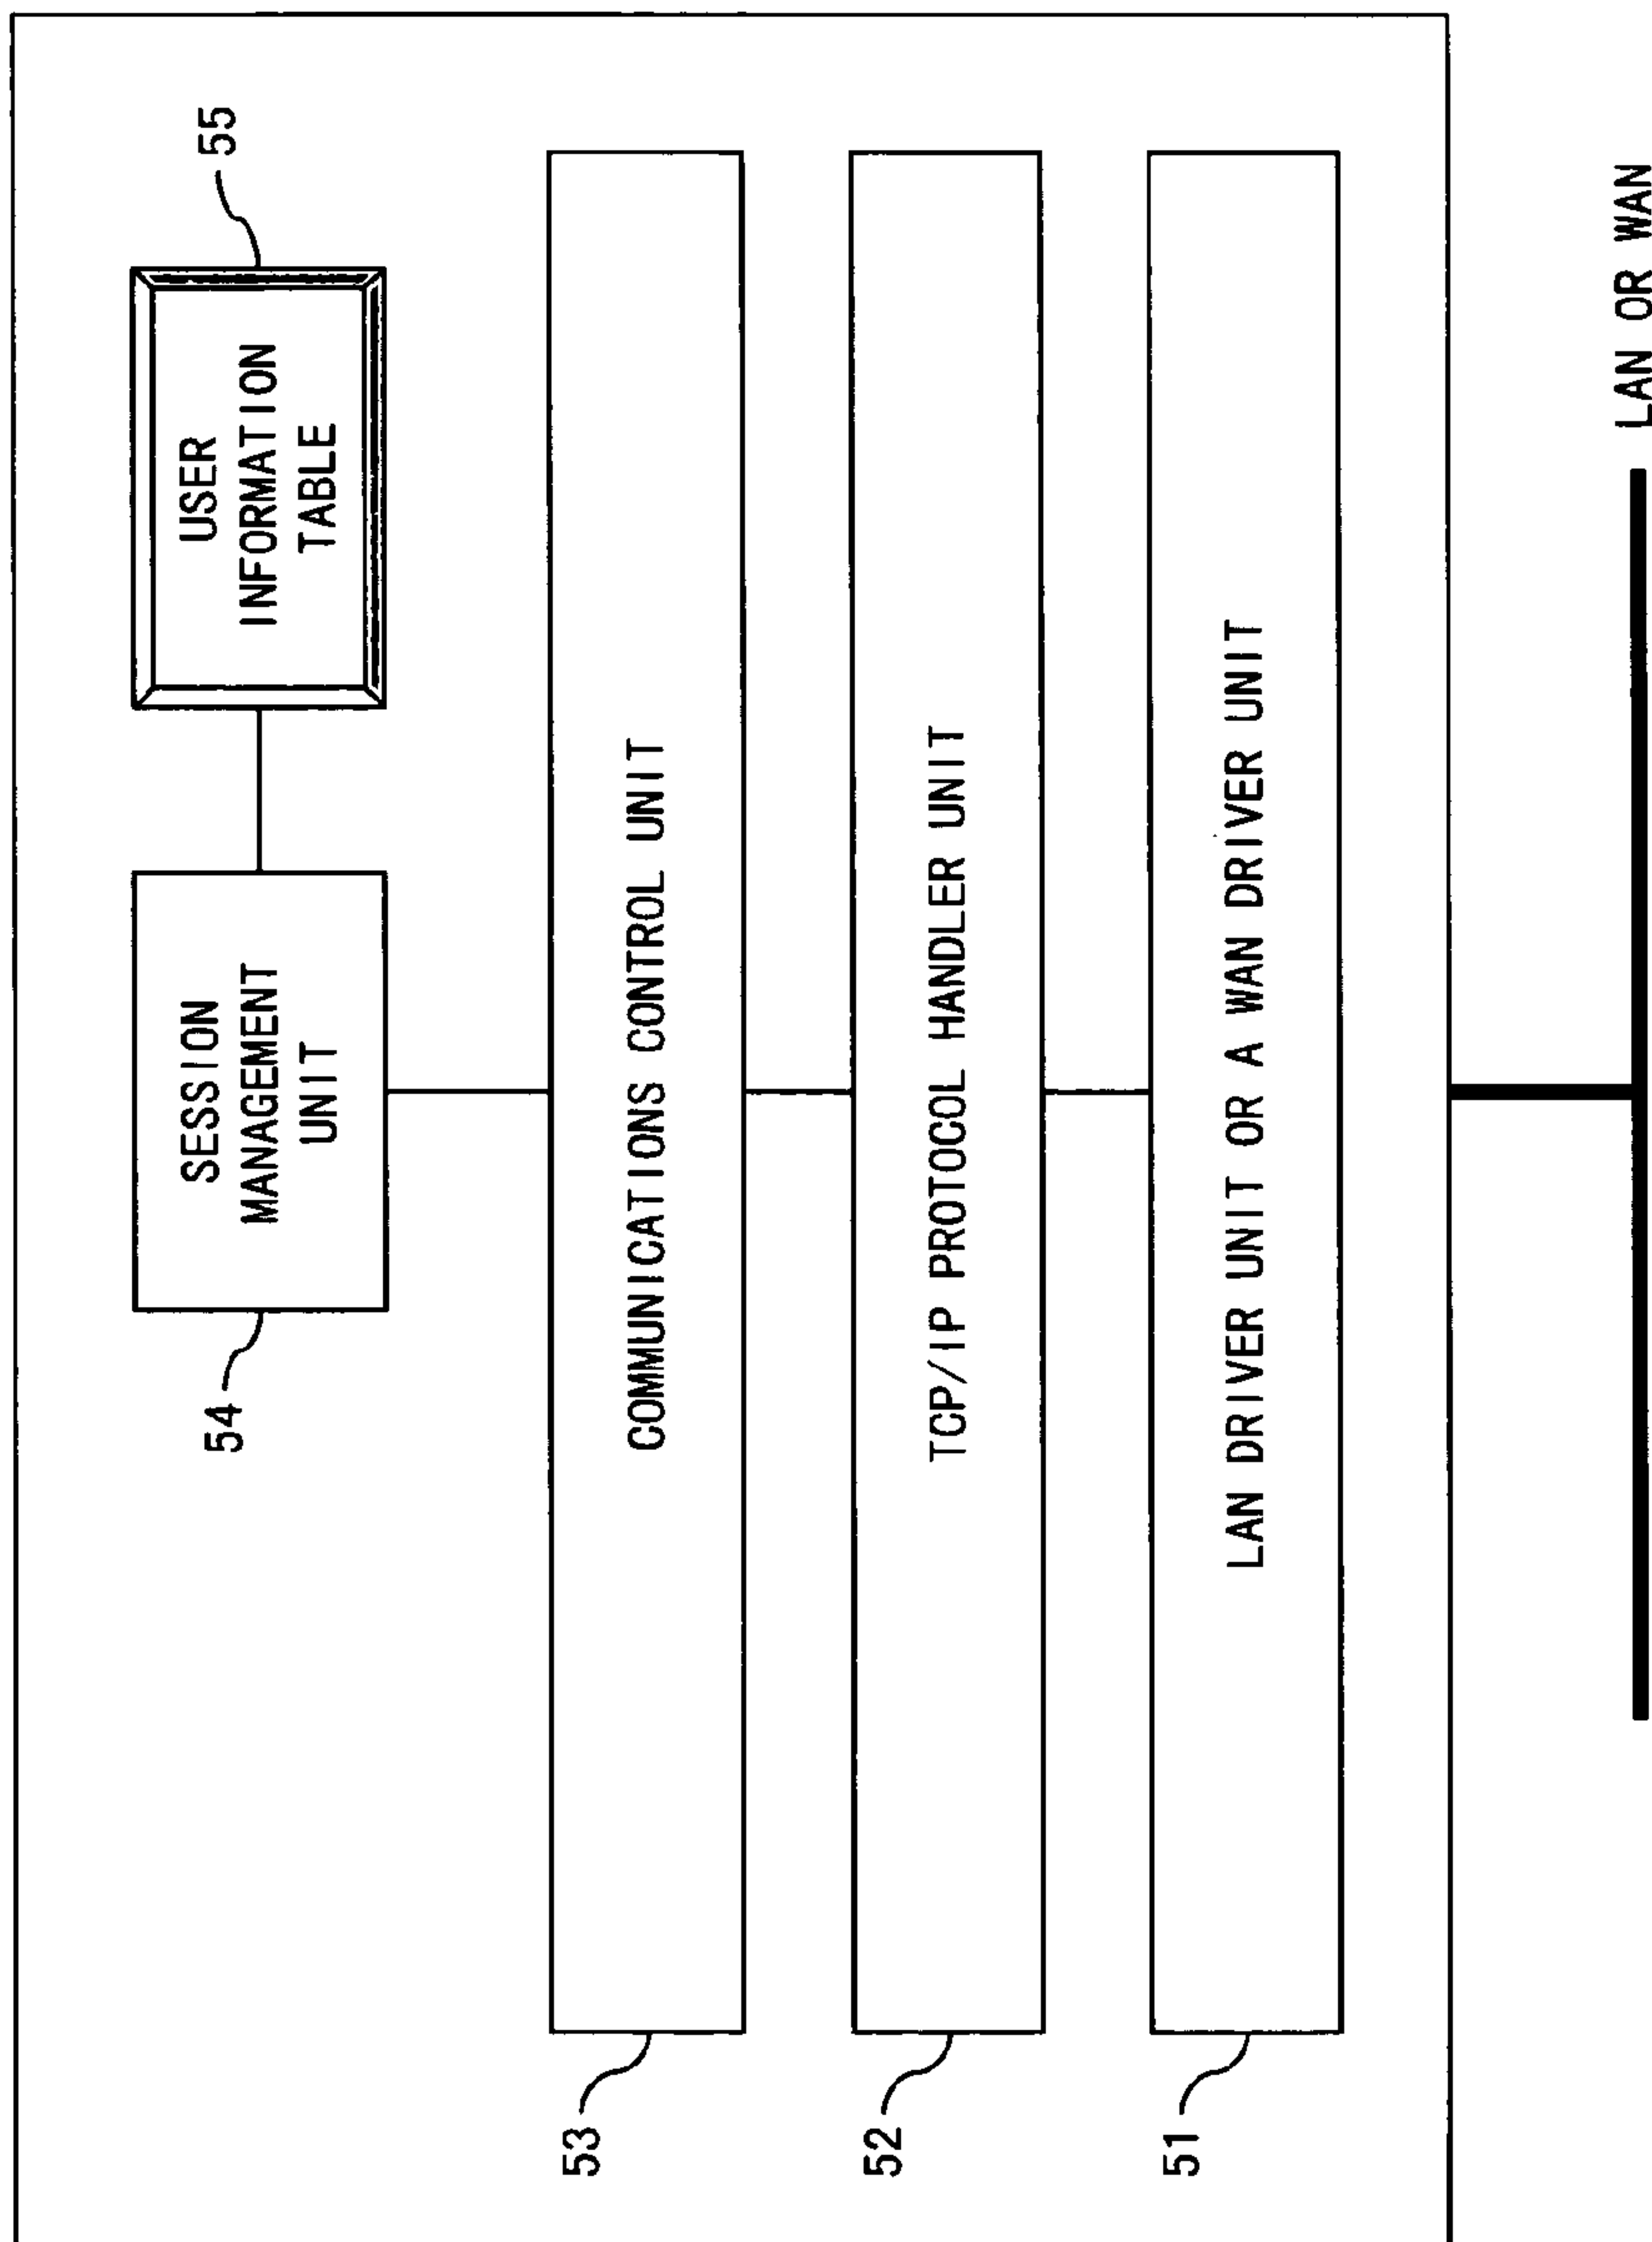 54
SESSION
MANAGEMENT
UNIT
USER
INFORMATION
TABLE
55
53
COMMUNICATIONS CONTROL UNIT
52
TCP/IP PROTOCOL HANDLER UNIT
51
LAN DRIVER UNIT OR A WAN DRIVER UNIT
LAN OR WAN